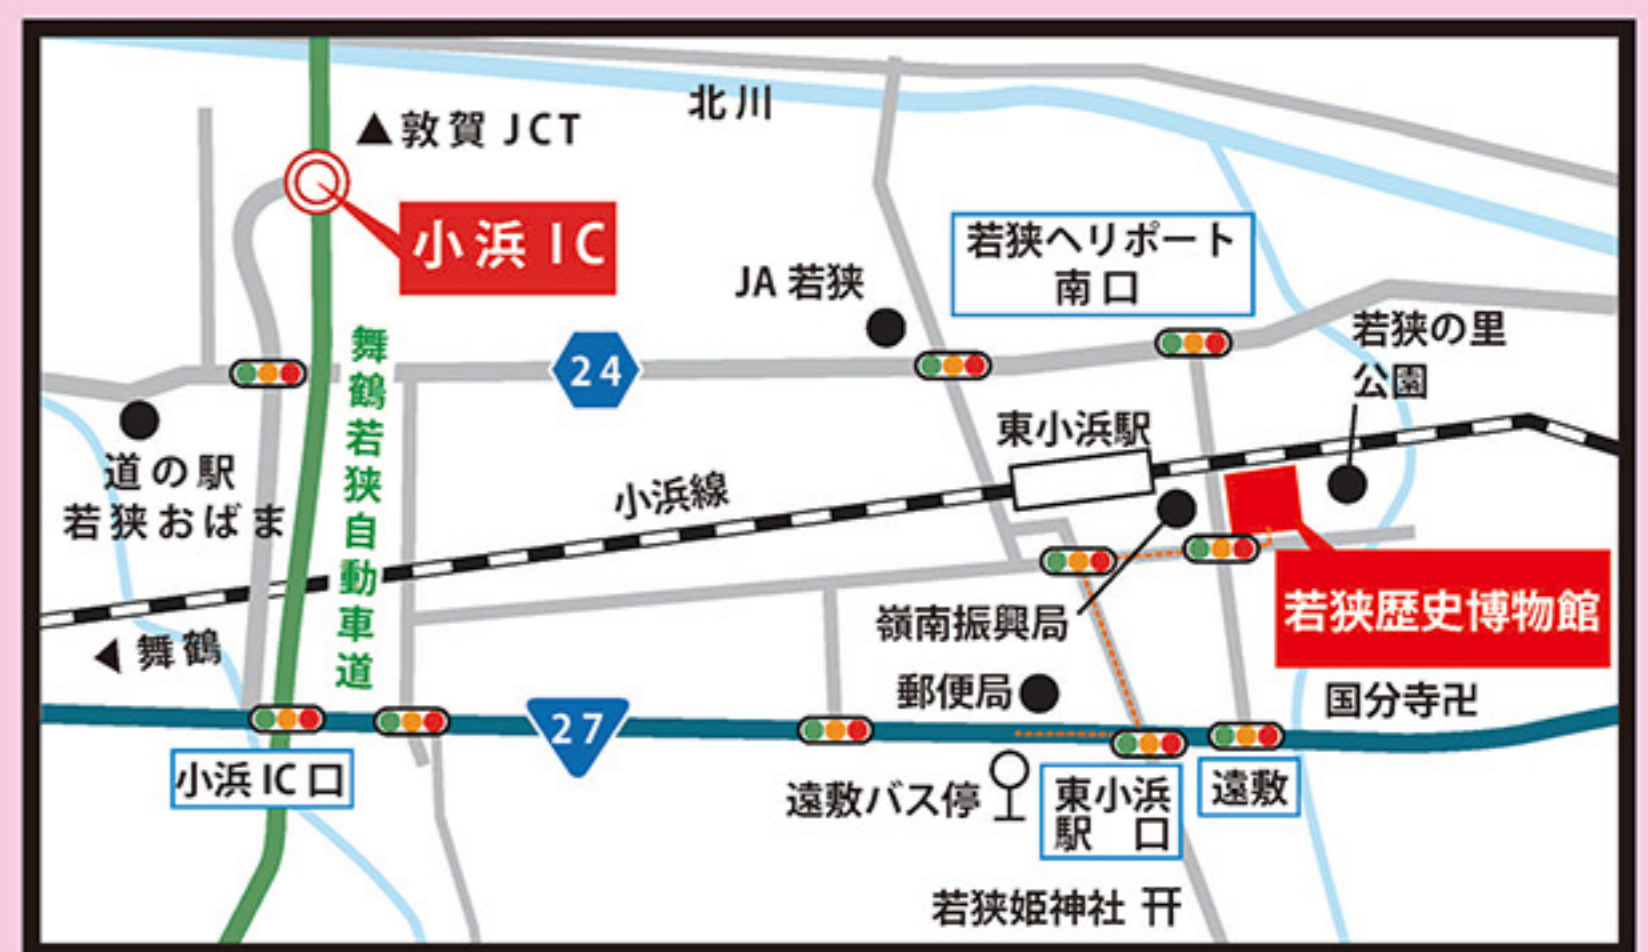 北川
▲敦賀 JCT
小浜 IC
若狭ヘリポート
南口
JA 若狭
若狭の里
公園
24
舞鶴若狭自動車道
東小浜駅
道の駅
若狭おばま
小浜線
嶺南振興局
若狭歴史博物館
◀ 舞鶴
郵便局
国分寺卍
27
小浜 IC 口
遠敷バス停
東小浜
駅 口
遠敷
若狭姫神社